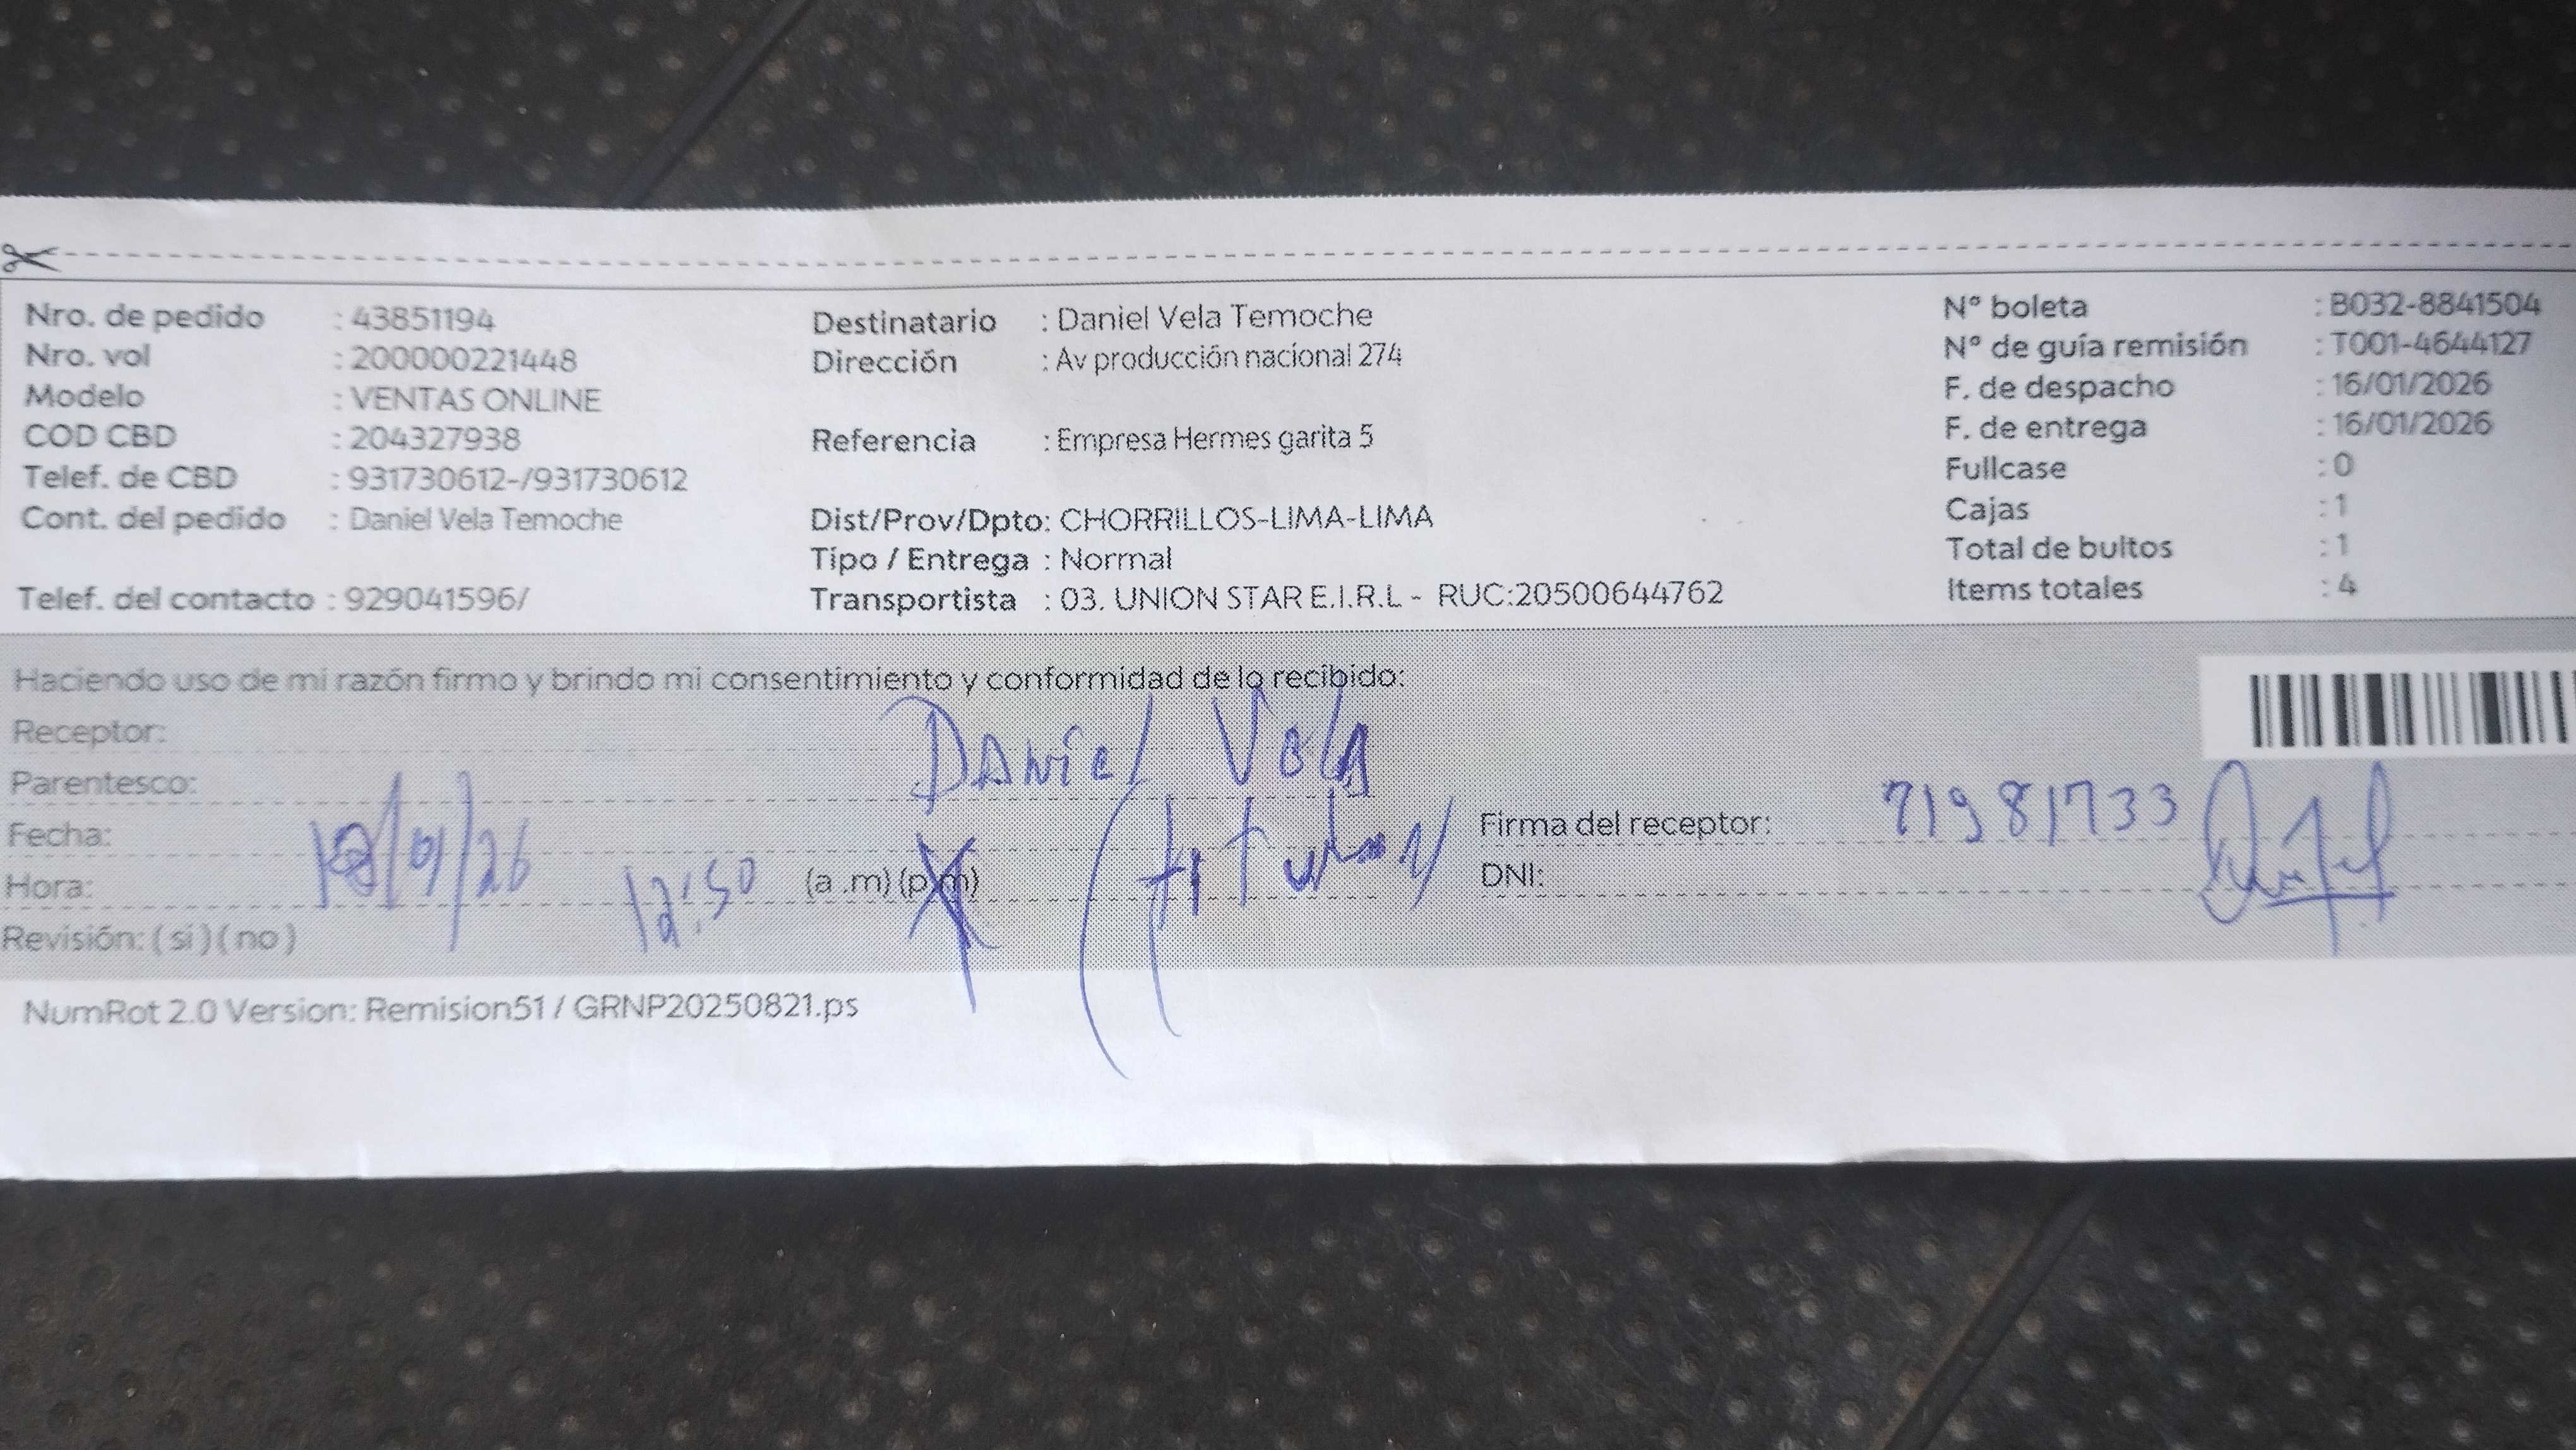 Nro. de pedido : 43851194
Nro. vol : 200000221448
Modelo : VENTAS ONLINE
COD CBD : 204327938
Telef. de CBD : 931730612-/931730612
Cont. del pedido : Daniel Vela Temoche
Telef. del contacto : 929041596/
Destinatario : Daniel Vela Temoche
Dirección : Av producción nacional 274
Referencia : Empresa Hermes garita 5
Dist/Prov/Dpto: CHORRILLOS-LIMA-LIMA
Tipo / Entrega : Normal
Transportista : 03. UNION STAR E.I.R.L - RUC:20500644762
N° boleta : B032-8841504
N° de guía remisión : T001-4644127
F. de despacho : 16/01/2026
F. de entrega : 16/01/2026
Fullcase : 0
Cajas : 1
Total de bultos : 1
Items totales : 4
Haciendo uso de mi razón firmo y brindo mi consentimiento y conformidad de lo recibido:
Receptor: Daniel Vela
Parentesco: (titular)
Fecha: /01/26
Hora: 12:50 (a .m) (p.m)
Revisión: ( si ) ( no )
Firma del receptor:
DNI: 71981733
NumRot 2.0 Version: Remision51 / GRNP20250821.ps